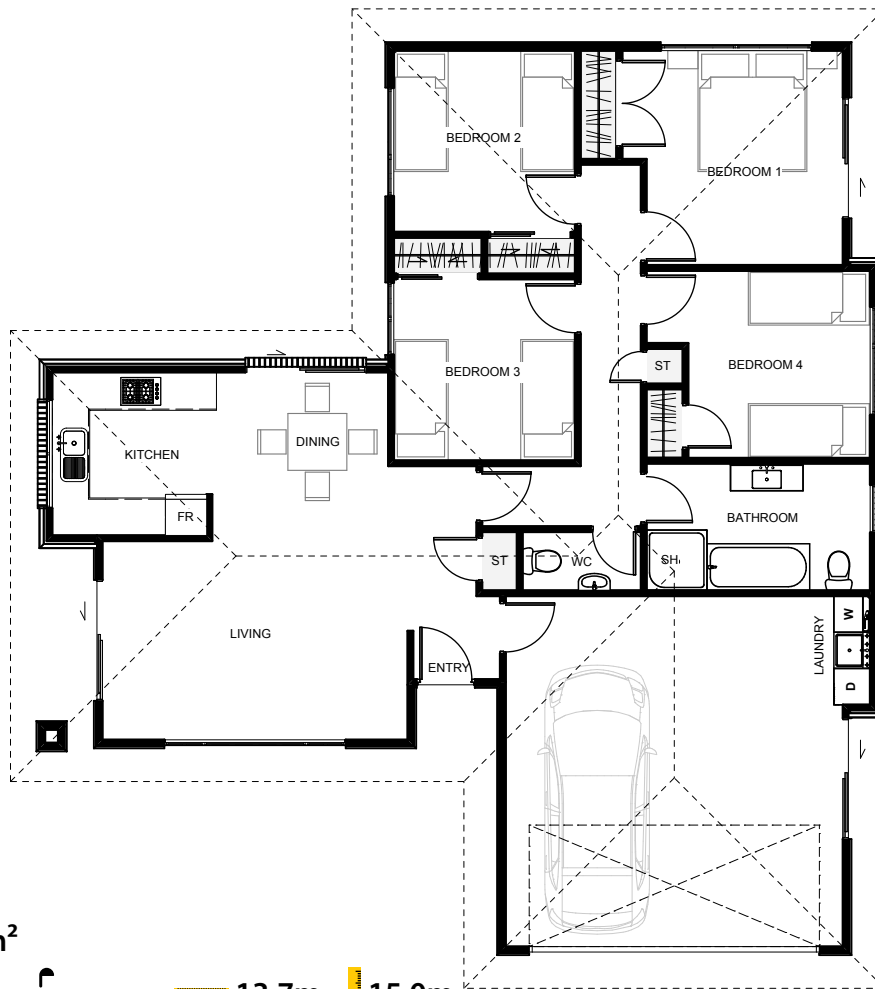 BEDROOM 2
BEDROOM 1
BEDROOM 3
ST
BEDROOM 4
KITCHEN
DINING
FR
BATHROOM
ST
WC
SH
LIVING
ENTRY
LAUNDRY
W
D